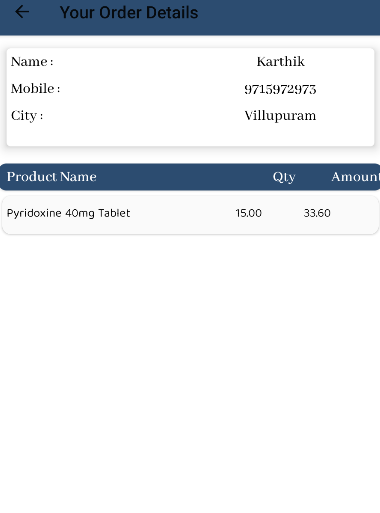 Your Order Details
Name : Karthik
Mobile : 9715972973
City : Villupuram
Product Name Qty Amount
Pyridoxine 40mg Tablet 15.00 33.60